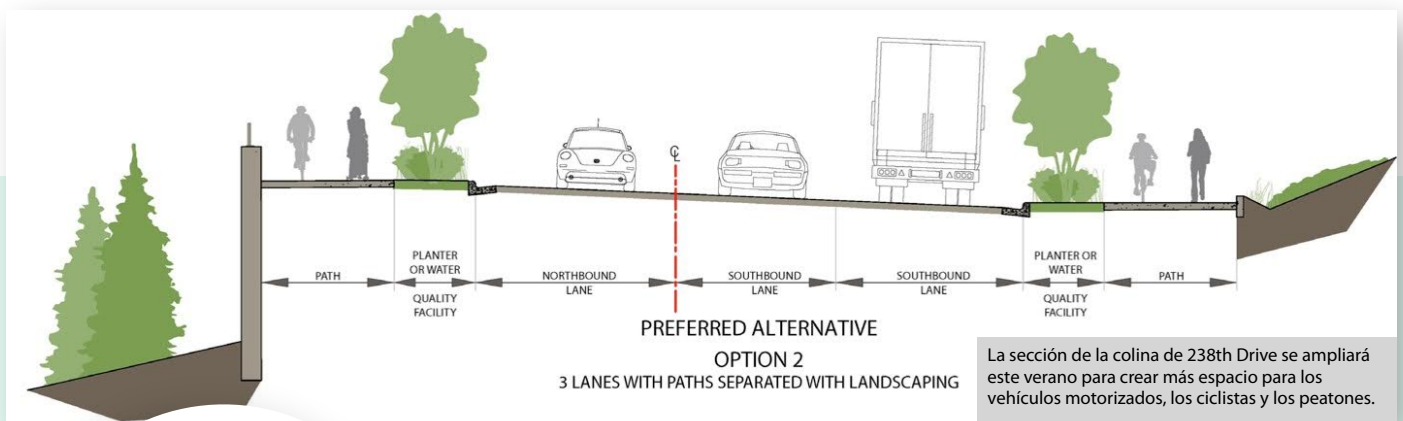 ℄
PATH
PLANTER
OR WATER
QUALITY
FACILITY
NORTHBOUND
LANE
SOUTHBOUND
LANE
SOUTHBOUND
LANE
PLANTER OR
WATER
QUALITY
FACILITY
PATH
PREFERRED ALTERNATIVE
OPTION 2
3 LANES WITH PATHS SEPARATED WITH LANDSCAPING
La sección de la colina de 238th Drive se ampliará
este verano para crear más espacio para los
vehículos motorizados, los ciclistas y los peatones.